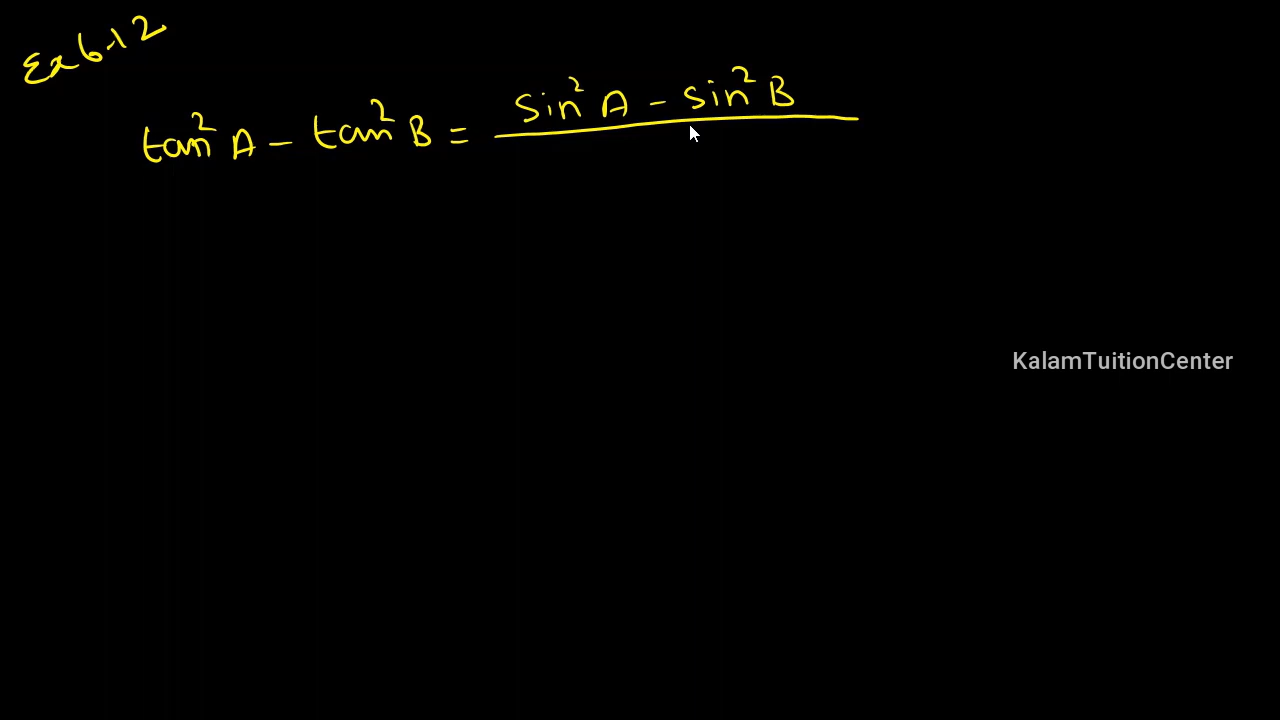 Ex 6.12
tan² A - tan² B = sin² A - sin² B
KalamTuitionCenter